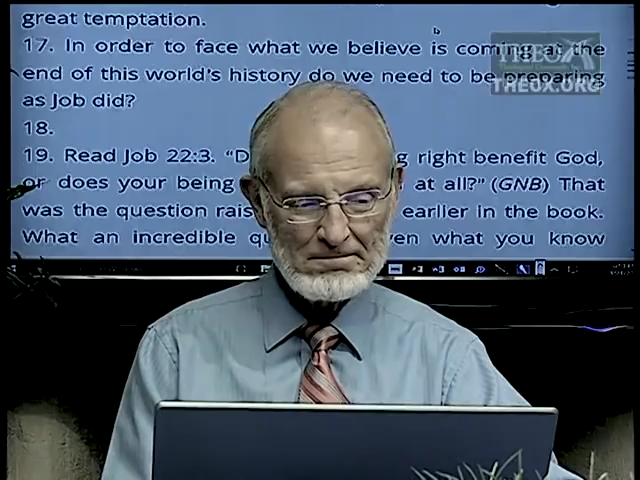 great temptation.
17. In order to face what we believe is coming at the
THEOX
end of this world's history do we need to be preparing
THEOX.ORG
as Job did?
18.
19. Read Job 22:3. "D g right benefit God,
or does your being at all?" (GNB) That
was the question rais earlier in the book.
What an incredible qu ven what you know